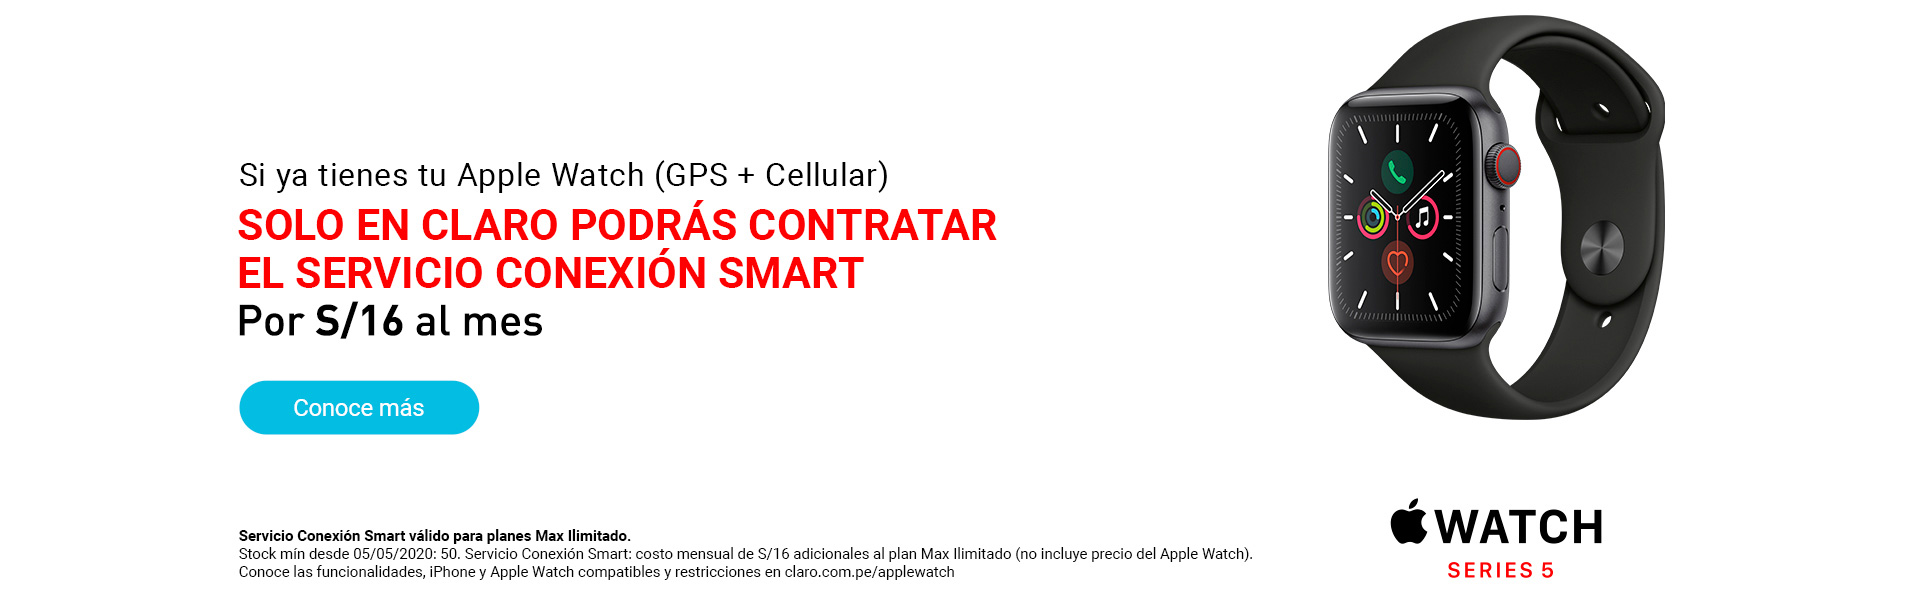 Si ya tienes tu Apple Watch (GPS + Cellular)
SOLO EN CLARO PODRÁS CONTRATAR
EL SERVICIO CONEXIÓN SMART
Por S/16 al mes
Conoce más
Servicio Conexión Smart válido para planes Max Ilimitado.
Stock mín desde 05/05/2020: 50. Servicio Conexión Smart: costo mensual de S/16 adicionales al plan Max Ilimitado (no incluye precio del Apple Watch).
Conoce las funcionalidades, iPhone y Apple Watch compatibles y restricciones en claro.com.pe/applewatch
WATCH
SERIES 5